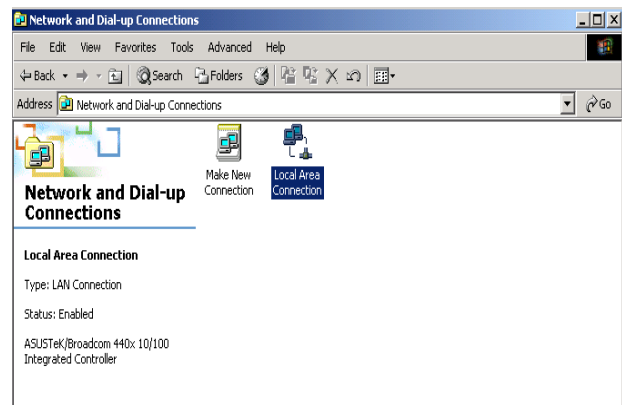 Network and Dial-up Connections
File Edit View Favorites Tools Advanced Help
Back Search Folders
Address Network and Dial-up Connections Go
Make New
Connection
Local Area
Connection
Network and Dial-up
Connections
Local Area Connection
Type: LAN Connection
Status: Enabled
ASUSTeK/Broadcom 440x 10/100
Integrated Controller